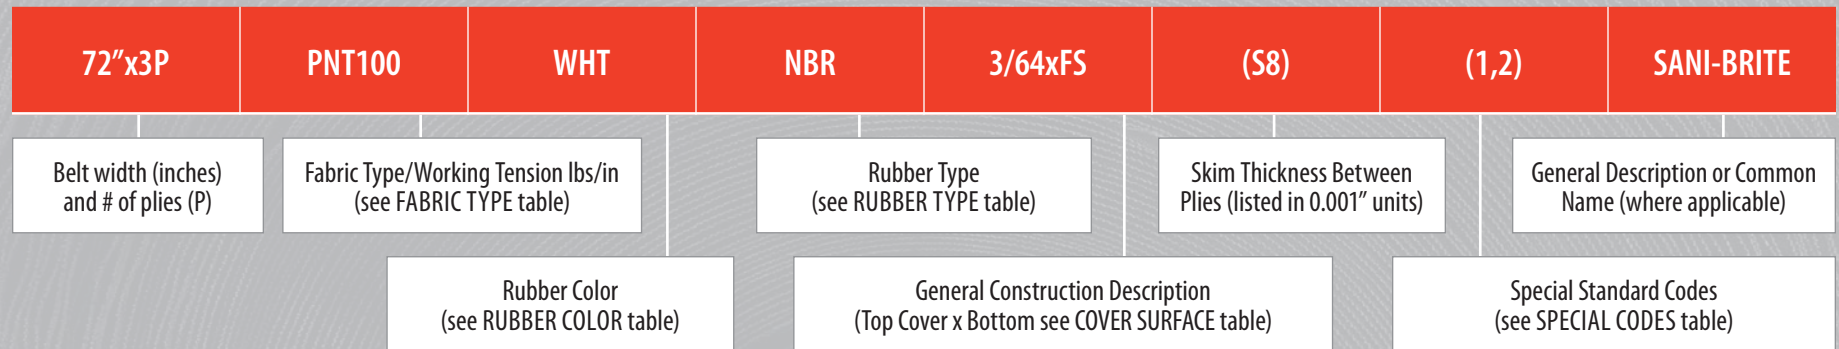 72”x3P PNT100 WHT NBR 3/64xFS (S8) (1,2) SANI-BRITE
Belt width (inches)
and # of plies (P)
Fabric Type/Working Tension lbs/in
(see FABRIC TYPE table)
Rubber Type
(see RUBBER TYPE table)
Skim Thickness Between
Plies (listed in 0.001” units)
General Description or Common
Name (where applicable)
Rubber Color
(see RUBBER COLOR table)
General Construction Description
(Top Cover x Bottom see COVER SURFACE table)
Special Standard Codes
(see SPECIAL CODES table)